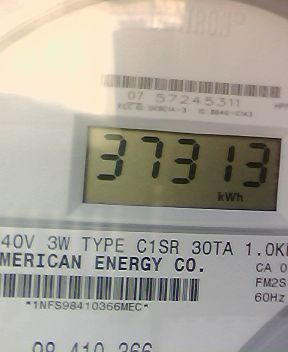 07 57245311
37313
kWh
40V 3W TYPE C1SR 30TA 1.0K
MERICAN ENERGY CO.
CA 0
FM2S
60Hz
*1NFS98410366MEC*
98 410 366